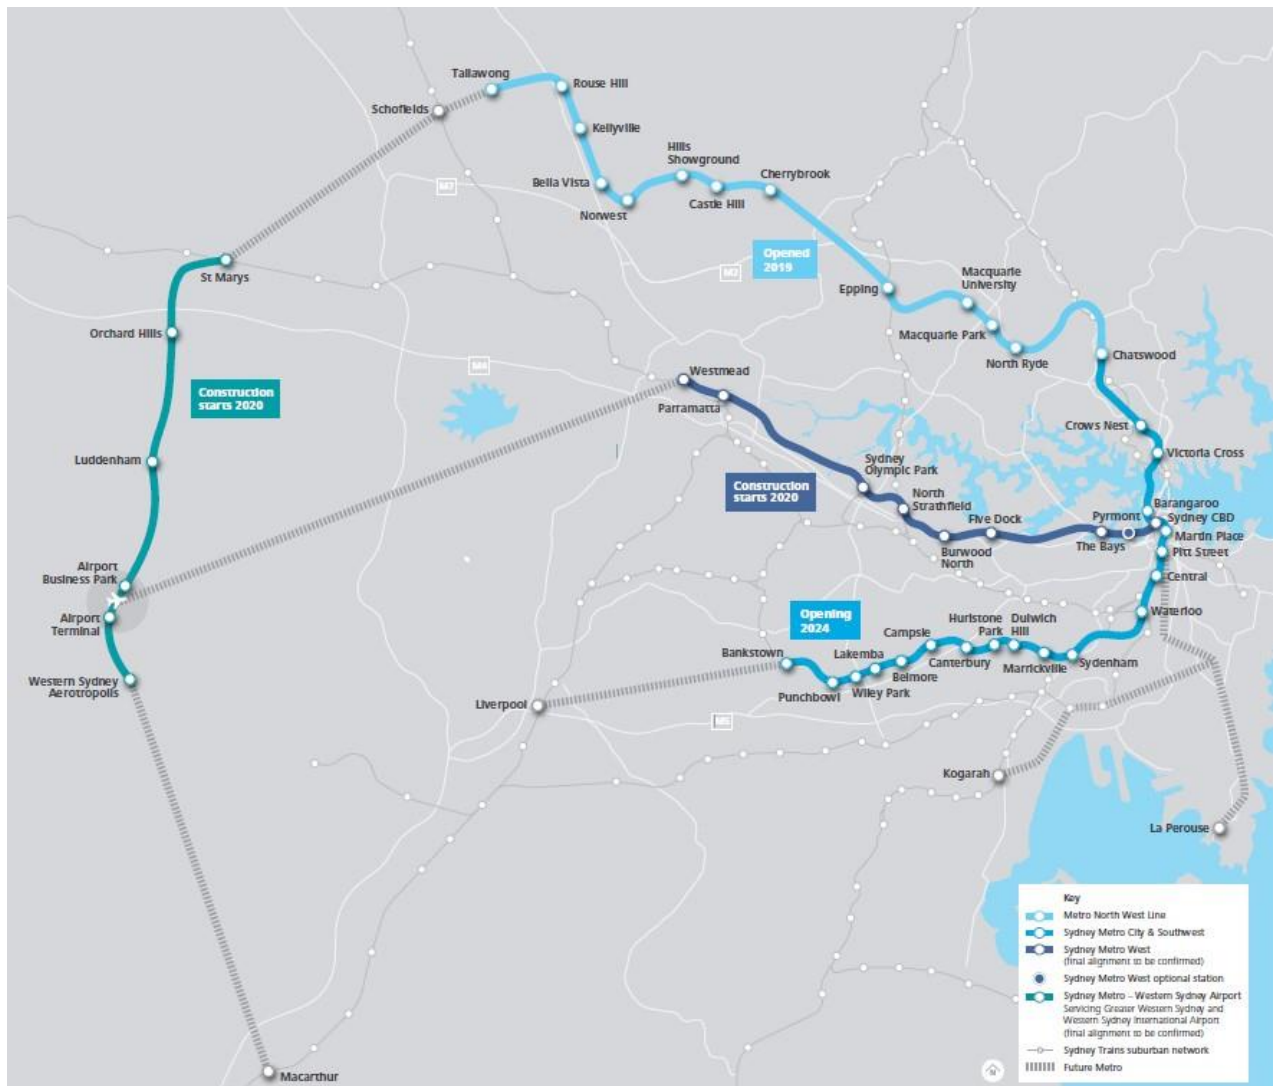 Tallawong
Rouse Hill
Schofields
Kellyville
Hills
Showground
Cherrybrook
Bella Vista
M7
Castle Hill
Norwest
Opened
2019
M2
St Marys
Macquarie
University
Epping
Orchard Hills
Macquarie Park
North Ryde
Chatswood
M4
Westmead
Construction
starts 2020
Parramatta
Crows Nest
Victoria Cross
Luddenham
Sydney
Olympic Park
Construction
starts 2020
North
Strathfield
Barangaroo
Pyrmont
Sydney CBD
Five Dock
Martin Place
The Bays
Pitt Street
Burwood
North
Airport
Business Park
Central
Airport
Terminal
Opening
2024
Waterloo
Hurlstone
Park
Dulwich
Hill
Campsie
Bankstown
Lakemba
Canterbury
Marrickville
Sydenham
Belmore
Western Sydney
Aerotropolis
Punchbowl
Wiley Park
Liverpool
M5
Kogarah
La Perouse
Macarthur
Key
Metro North West Line
Sydney Metro City & Southwest
Sydney Metro West
(final alignment to be confirmed)
Sydney Metro West optional station
Sydney Metro – Western Sydney Airport
Servicing Greater Western Sydney and
Western Sydney International Airport
(final alignment to be confirmed)
Sydney Trains suburban network
Future Metro